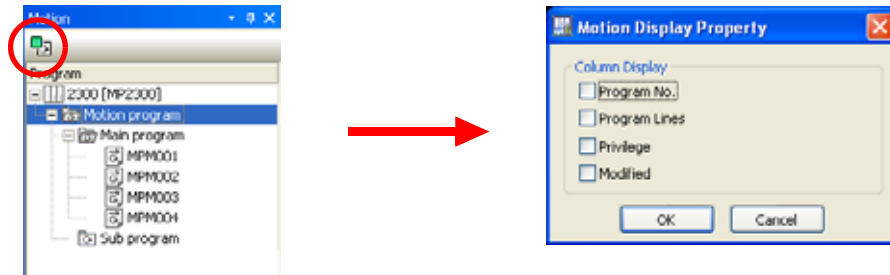 Motion
Program
2300 [MP2300]
Motion program
Main program
MPM001
MPM002
MPM003
MPM004
Sub program
Motion Display Property
Column Display
Program No.
Program Lines
Privilege
Modified
OK Cancel